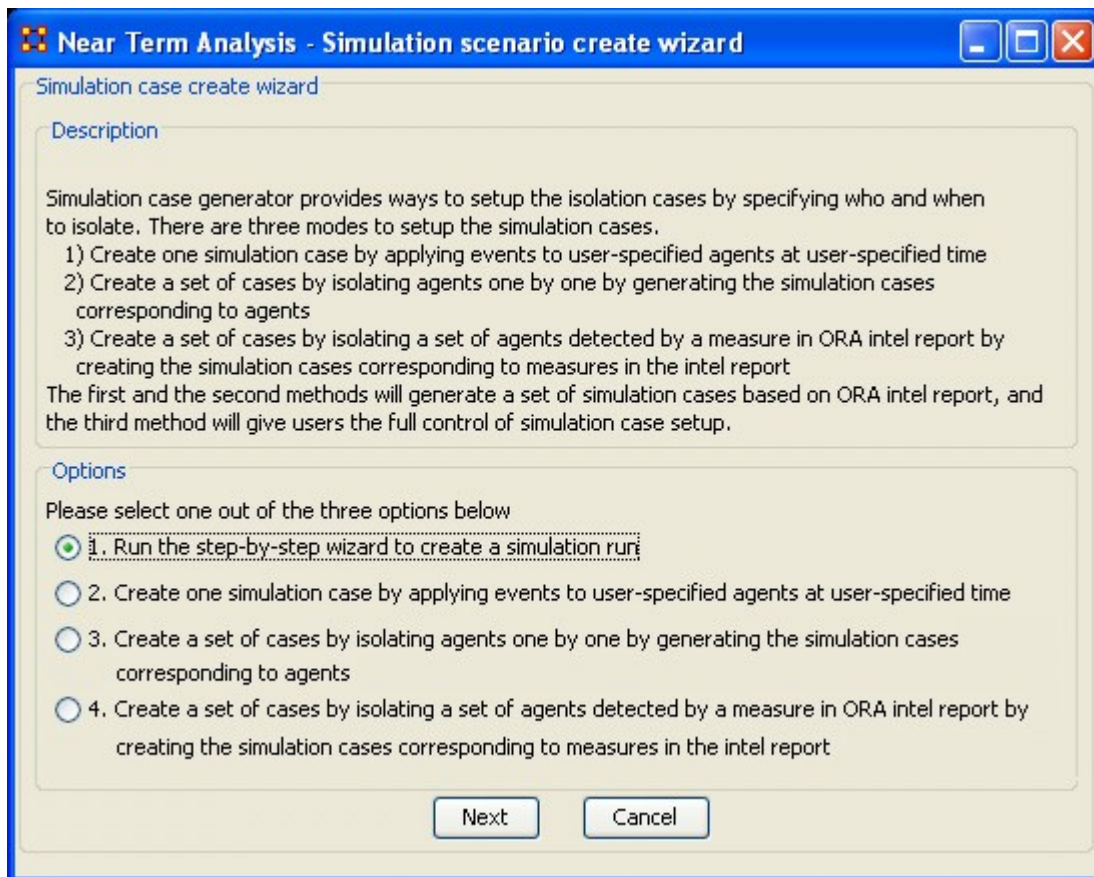 Near Term Analysis - Simulation scenario create wizard
Simulation case create wizard
Description
Simulation case generator provides ways to setup the isolation cases by specifying who and when
to isolate. There are three modes to setup the simulation cases.
1) Create one simulation case by applying events to user-specified agents at user-specified time
2) Create a set of cases by isolating agents one by one by generating the simulation cases
corresponding to agents
3) Create a set of cases by isolating a set of agents detected by a measure in ORA intel report by
creating the simulation cases corresponding to measures in the intel report
The first and the second methods will generate a set of simulation cases based on ORA intel report, and
the third method will give users the full control of simulation case setup.
Options
Please select one out of the three options below
1. Run the step-by-step wizard to create a simulation run
2. Create one simulation case by applying events to user-specified agents at user-specified time
3. Create a set of cases by isolating agents one by one by generating the simulation cases
corresponding to agents
4. Create a set of cases by isolating a set of agents detected by a measure in ORA intel report by
creating the simulation cases corresponding to measures in the intel report
Next Cancel